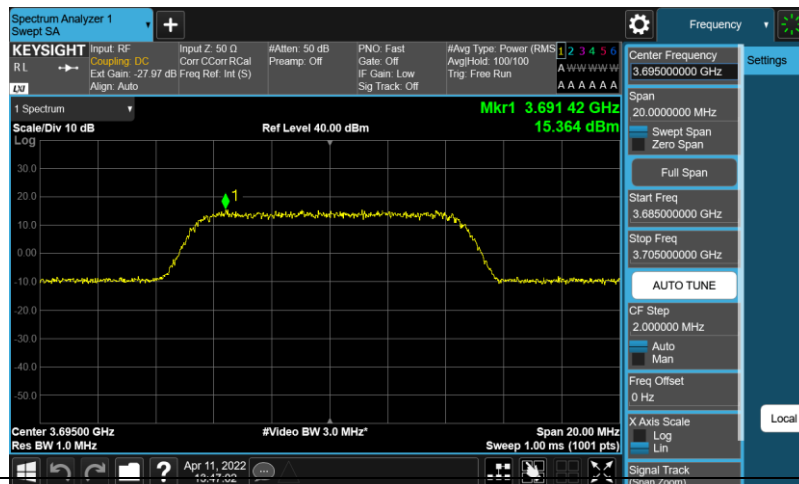 Spectrum Analyzer 1
Swept SA
+
Frequency
KEYSIGHT
RL
LXI
Input: RF
Coupling: DC
Ext Gain: -27.97 dB
Align: Auto
Input Z: 50 Ω
Corr CCorr RCal
Freq Ref: Int (S)
#Atten: 50 dB
Preamp: Off
PNO: Fast
Gate: Off
IF Gain: Low
Sig Track: Off
#Avg Type: Power (RMS
Avg|Hold: 100/100
Trig: Free Run
1 2 3 4 5 6
A W W W W W
A A A A A A
1 Spectrum
Mkr1 3.691 42 GHz
15.364 dBm
Scale/Div 10 dB
Ref Level 40.00 dBm
Log
30.0
20.0
10.0
0.00
-10.0
-20.0
-30.0
-40.0
-50.0
1
Center 3.69500 GHz
#Video BW 3.0 MHz*
Span 20.00 MHz
Res BW 1.0 MHz
Sweep 1.00 ms (1001 pts)
?
Apr 11, 2022
13:47:02
Center Frequency
3.695000000 GHz
Span
20.0000000 MHz
Swept Span
Zero Span
Full Span
Start Freq
3.685000000 GHz
Stop Freq
3.705000000 GHz
AUTO TUNE
CF Step
2.000000 MHz
Auto
Man
Freq Offset
0 Hz
X Axis Scale
Log
Lin
Signal Track
(Span Zoom)
Settings
Local